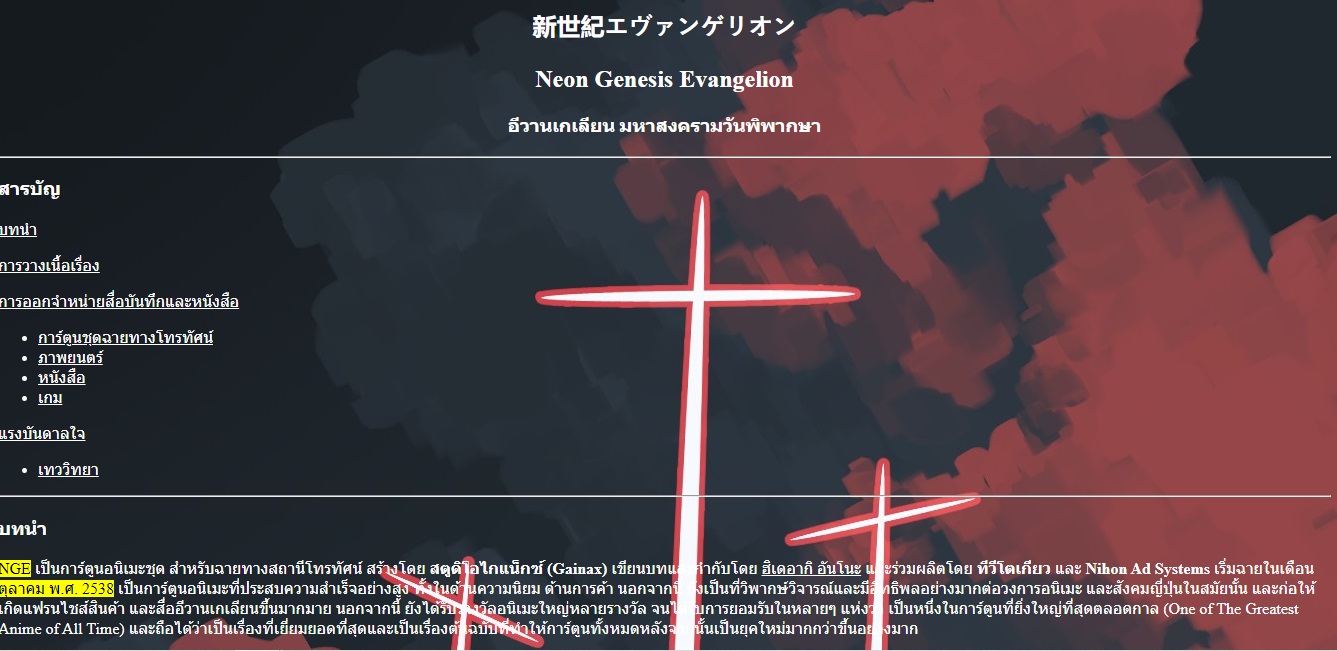 新世紀エヴァンゲリオン
Neon Genesis Evangelion
อีวานเกเลียน มหาสงครามวันพิพากษา
สารบัญ
บทนำ
การวางเนื้อเรื่อง
การออกจำหน่ายสื่อบันทึกและหนังสือ
การ์ตูนชุดฉายทางโทรทัศน์
ภาพยนตร์
หนังสือ
เกม
แรงบันดาลใจ
เทววิทยา
บทนำ
NGE เป็นการ์ตูนอนิเมะชุด สำหรับฉายทางสถานีโทรทัศน์ สร้างโดย สตูดิโอไกแน็กซ์ (Gainax) เขียนบทและกำกับโดย ฮิเดอากิ อันโนะ และร่วมผลิตโดย ทีวีโตเกียว และ Nihon Ad Systems เริ่มฉายในเดือน
ตุลาคม พ.ศ. 2538 เป็นการ์ตูนอนิเมะที่ประสบความสำเร็จอย่างสูง ทั้งในด้านความนิยม ด้านการค้า นอกจากนี้ยังเป็นที่วิพากษ์วิจารณ์และมีอิทธิพลอย่างมากต่อวงการอนิเมะ และสังคมญี่ปุ่นในสมัยนั้น และก่อให้
เกิดแฟรนไชส์สินค้า และสื่ออีวานเกเลียนขึ้นมากมาย นอกจากนี้ ยังได้รับรางวัลอนิเมะใหญ่หลายรางวัล จนได้รับการยอมรับในหลายๆ แห่งว่า เป็นหนึ่งในการ์ตูนที่ยิ่งใหญ่ที่สุดตลอดกาล (One of The Greatest
Anime of All Time) และถือได้ว่าเป็นเรื่องที่เยี่ยมยอดที่สุดและเป็นเรื่องต้นฉบับที่ทำให้การ์ตูนทั้งหมดหลังจากนั้นเป็นยุคใหม่มากกว่าขึ้นอย่างมาก